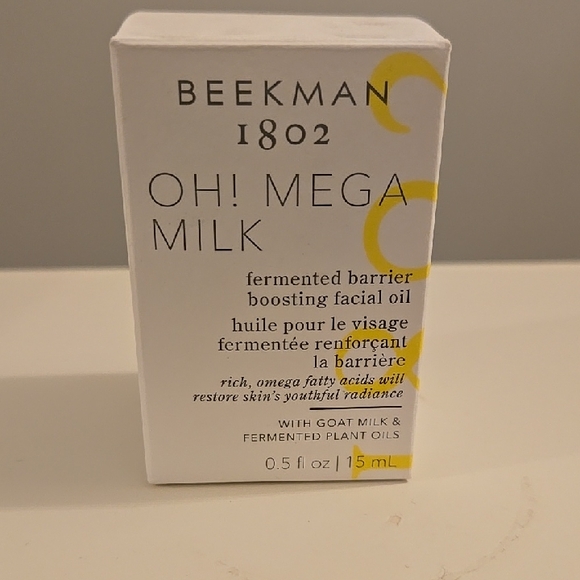 BEEKMAN
1802
OH! MEGA
MILK
fermented barrier
boosting facial oil
huile pour le visage
fermentée renforçant
la barrière
rich, omega fatty acids will
restore skin's youthful radiance
WITH GOAT MILK &
FERMENTED PLANT OILS
0.5 fl oz | 15 mL
1802